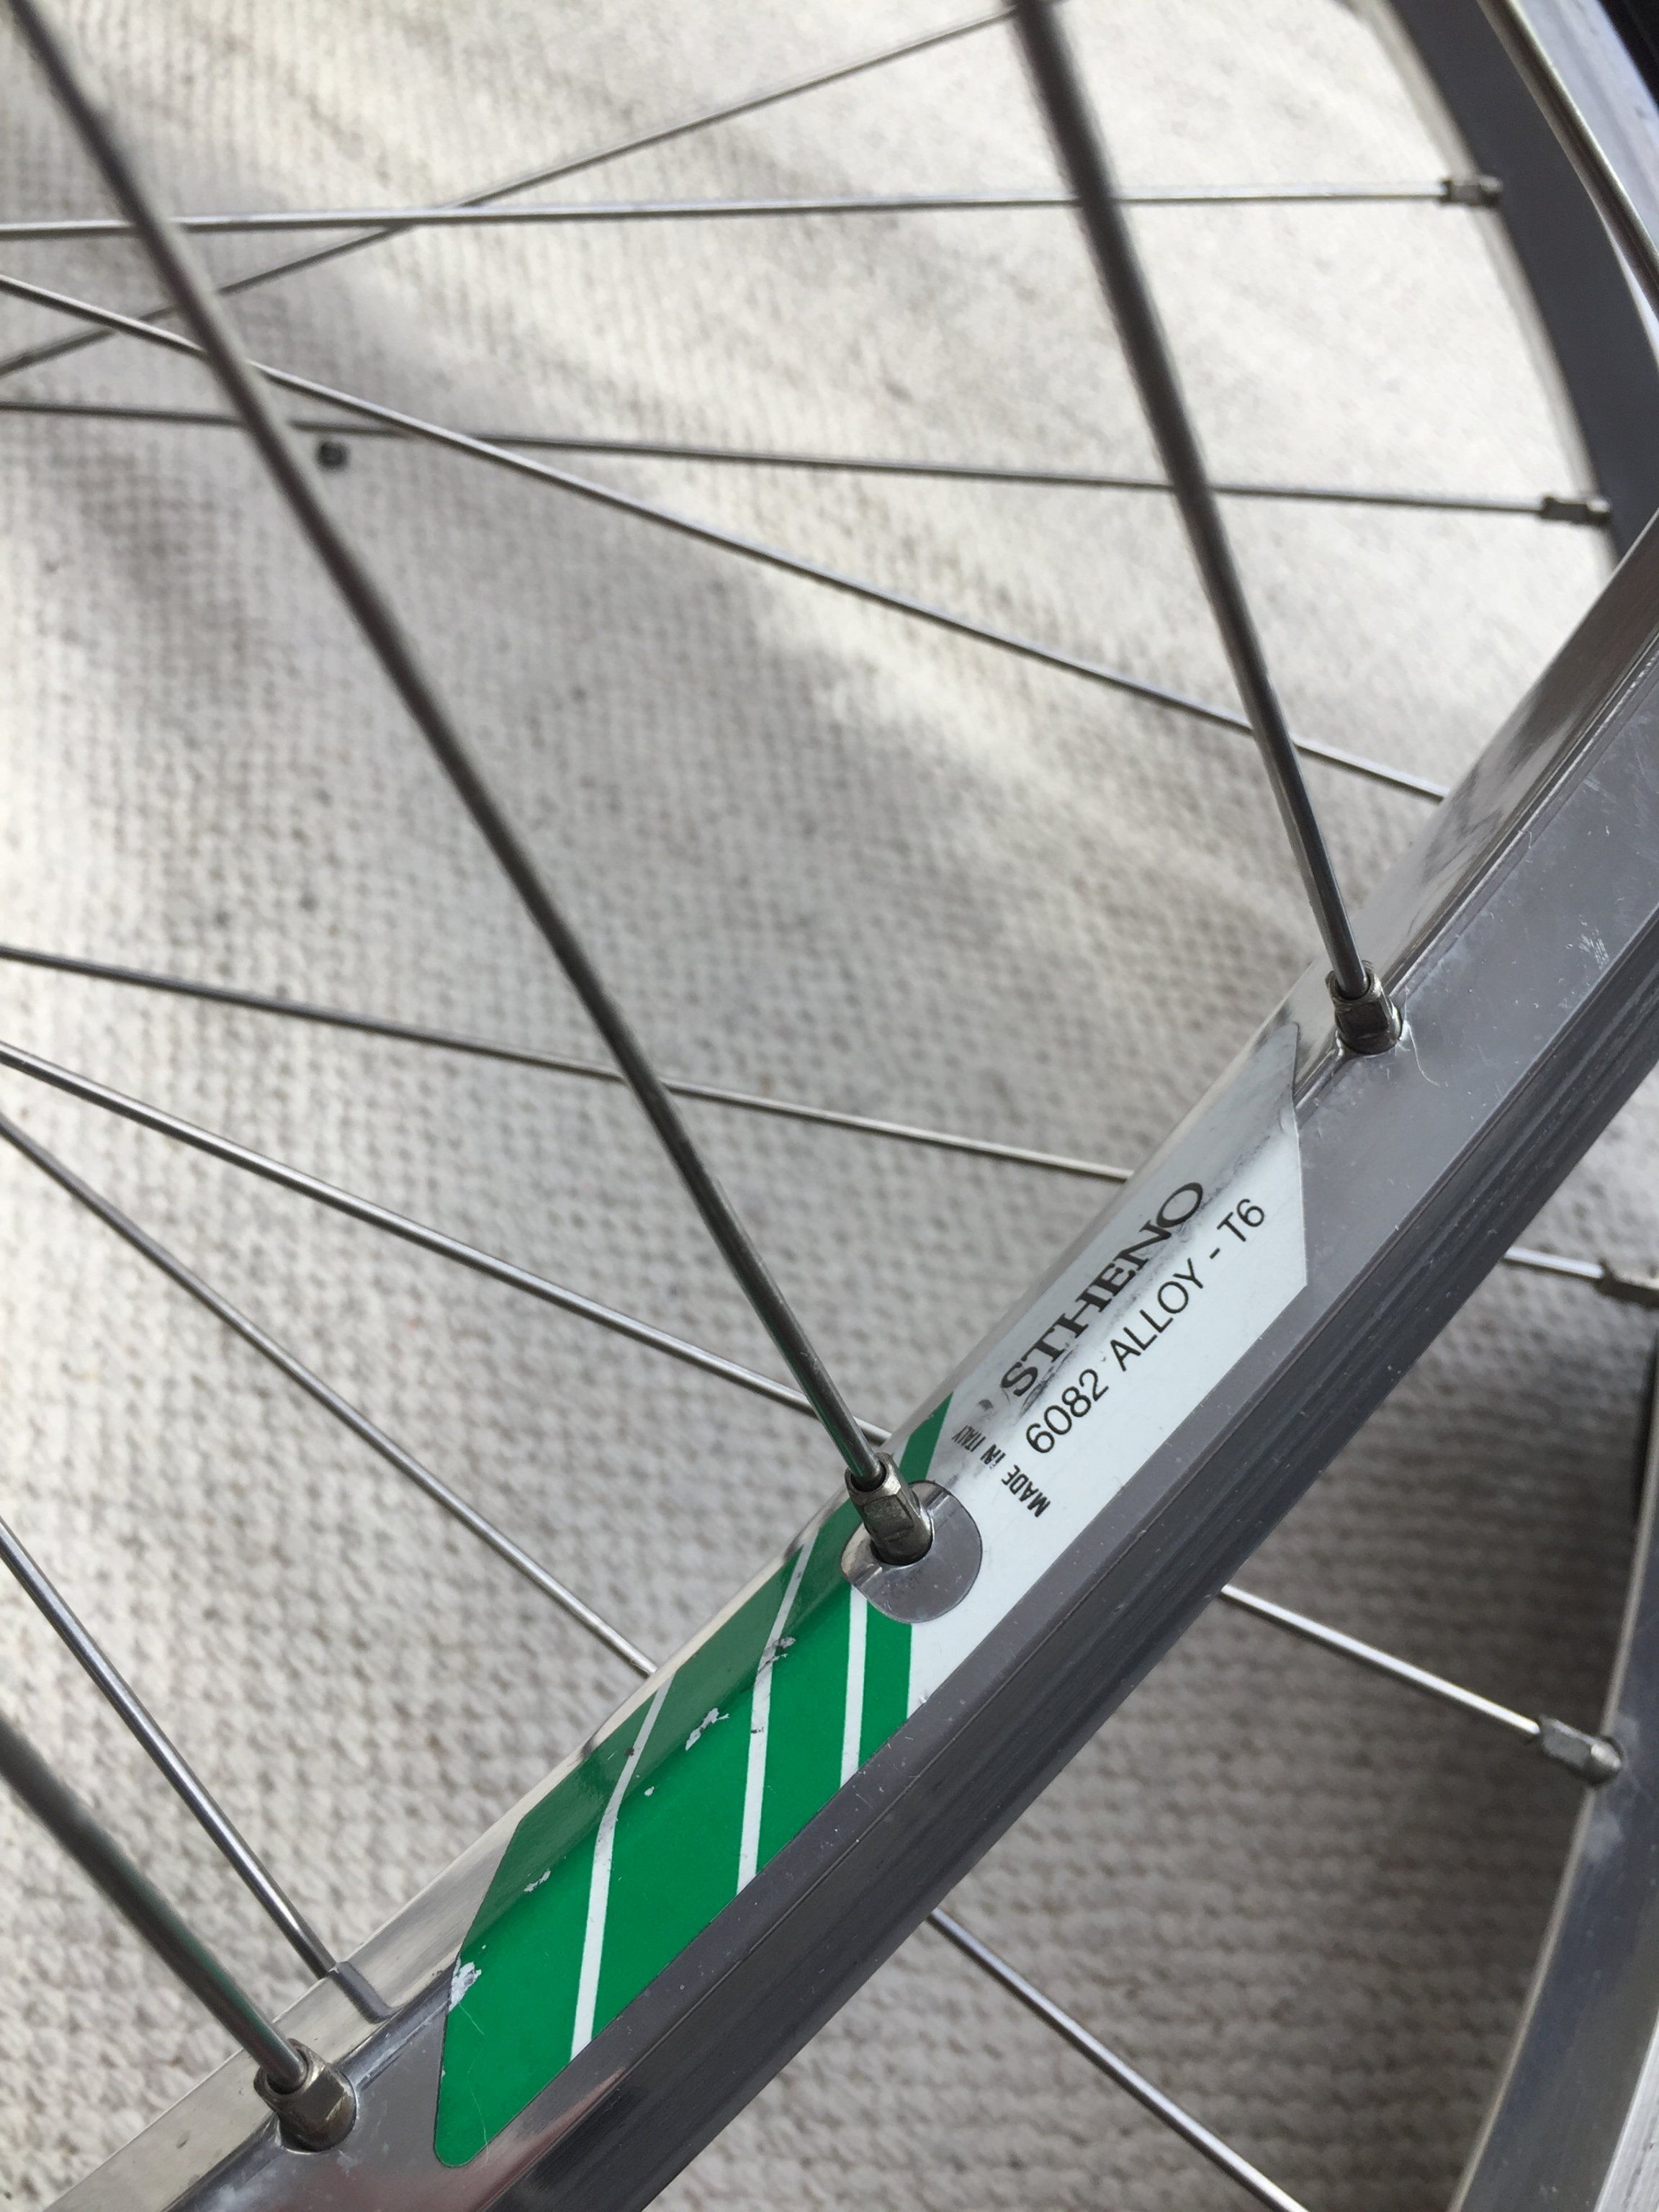 STHENO
6082 ALLOY - T6
MADE IN ITALY